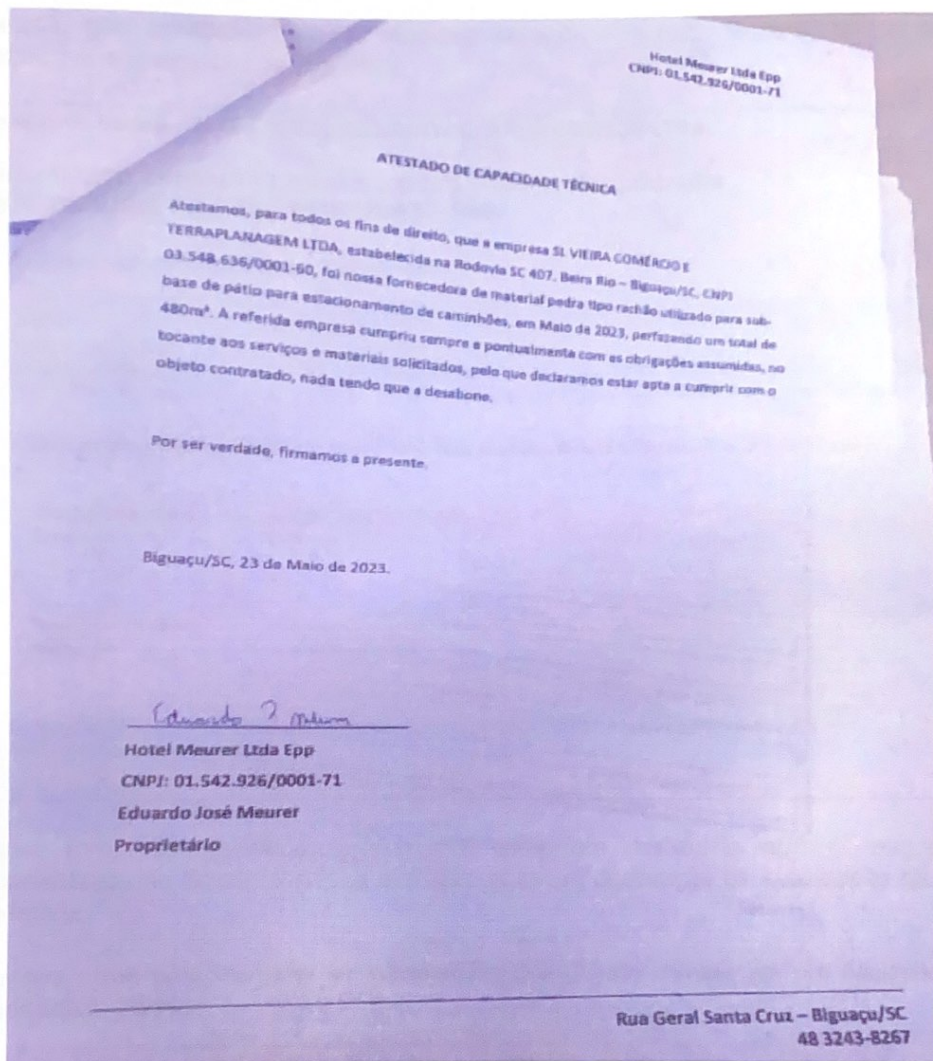 Hotel Meurer Ltda Epp
CNPJ: 01.542.926/0001-71
ATESTADO DE CAPACIDADE TÉCNICA
Atestamos, para todos os fins de direito, que a empresa SL VIEIRA COMÉRCIO E
TERRAPLANAGEM LTDA, estabelecida na Rodovia SC 407, Beira Rio – Biguaçu/SC, CNPJ
03.548.636/0001-60, foi nossa fornecedora de material pedra tipo rachão utilizado para sub-
base de pátio para estacionamento de caminhões, em Maio de 2023, perfazendo um total de
480m³. A referida empresa cumpriu sempre e pontualmente com as obrigações assumidas, no
tocante aos serviços e materiais solicitados, pelo que declaramos estar apta a cumprir com o
objeto contratado, nada tendo que a desabone.
Por ser verdade, firmamos a presente.
Biguaçu/SC, 23 de Maio de 2023.
Eduardo J Meurer
Hotel Meurer Ltda Epp
CNPJ: 01.542.926/0001-71
Eduardo José Meurer
Proprietário
Rua Geral Santa Cruz – Biguaçu/SC
48 3243-8267